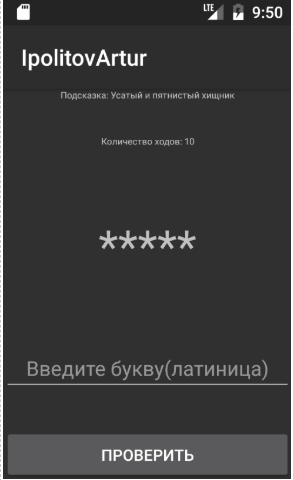 LTE 9:50
IpolitovArtur
Подсказка: Усатый и пятнистый хищник
Количество ходов: 10
*****
Введите букву(латиница)
ПРОВЕРИТЬ